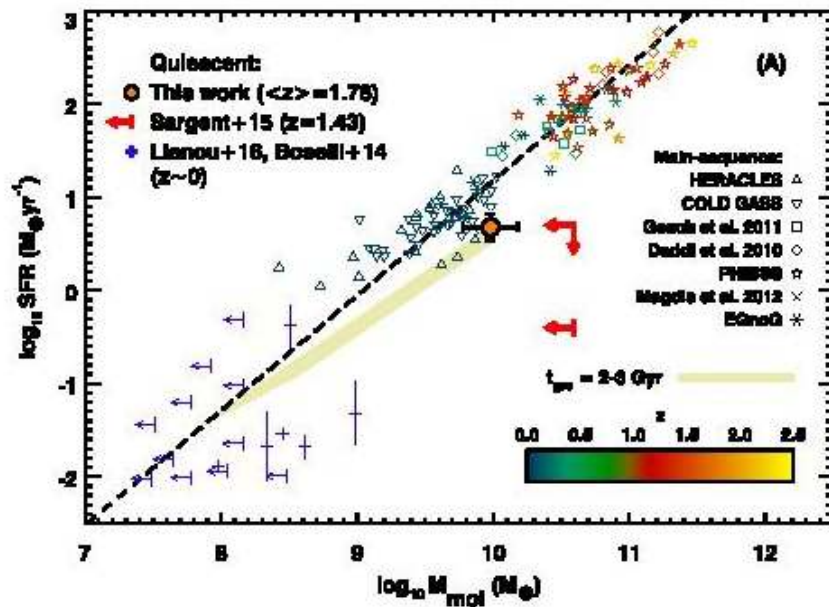 (A)
Quiescent:
This work (<z>=1.76)
Sargent+15 (z=1.43)
Lianou+16, Boselli+14
(z~0)
Main-sequence:
HERACLES
COLD GASS
Geach et al. 2011
Daddi et al. 2010
PHIBSS
Magdis et al. 2012
EGnoG
= 2-3 Gyr
z
0.0 0.5 1.0 1.5 2.0 2.5
3
2
1
0
-1
-2
log₁₀ SFR (M⊙ yr⁻¹)
7 8 9 10 11 12
log₁₀ Mmol (M⊙)